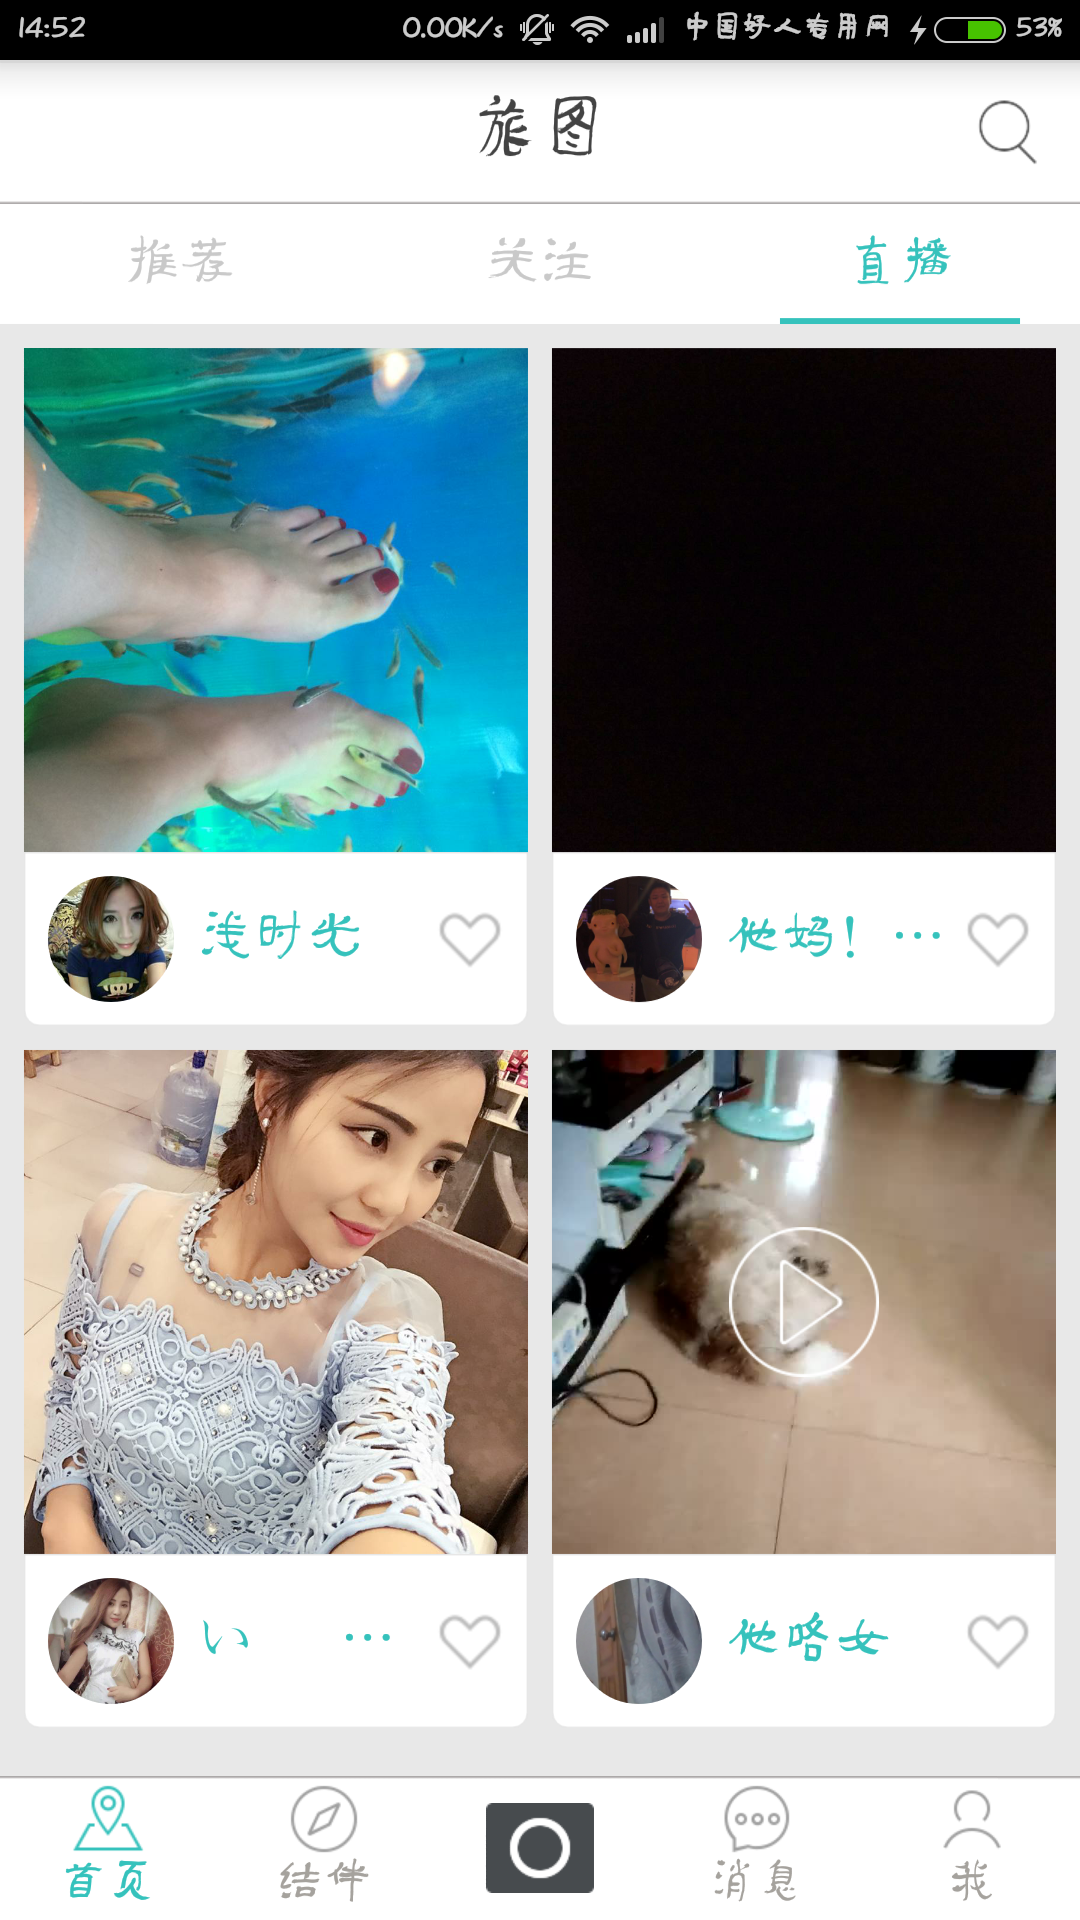 14:52 0.00K/s 中国好人专用网 53%
旅图
推荐 关注 直播
浅时光
他妈! ···
い ···
他咯女
首页 结伴 消息 我